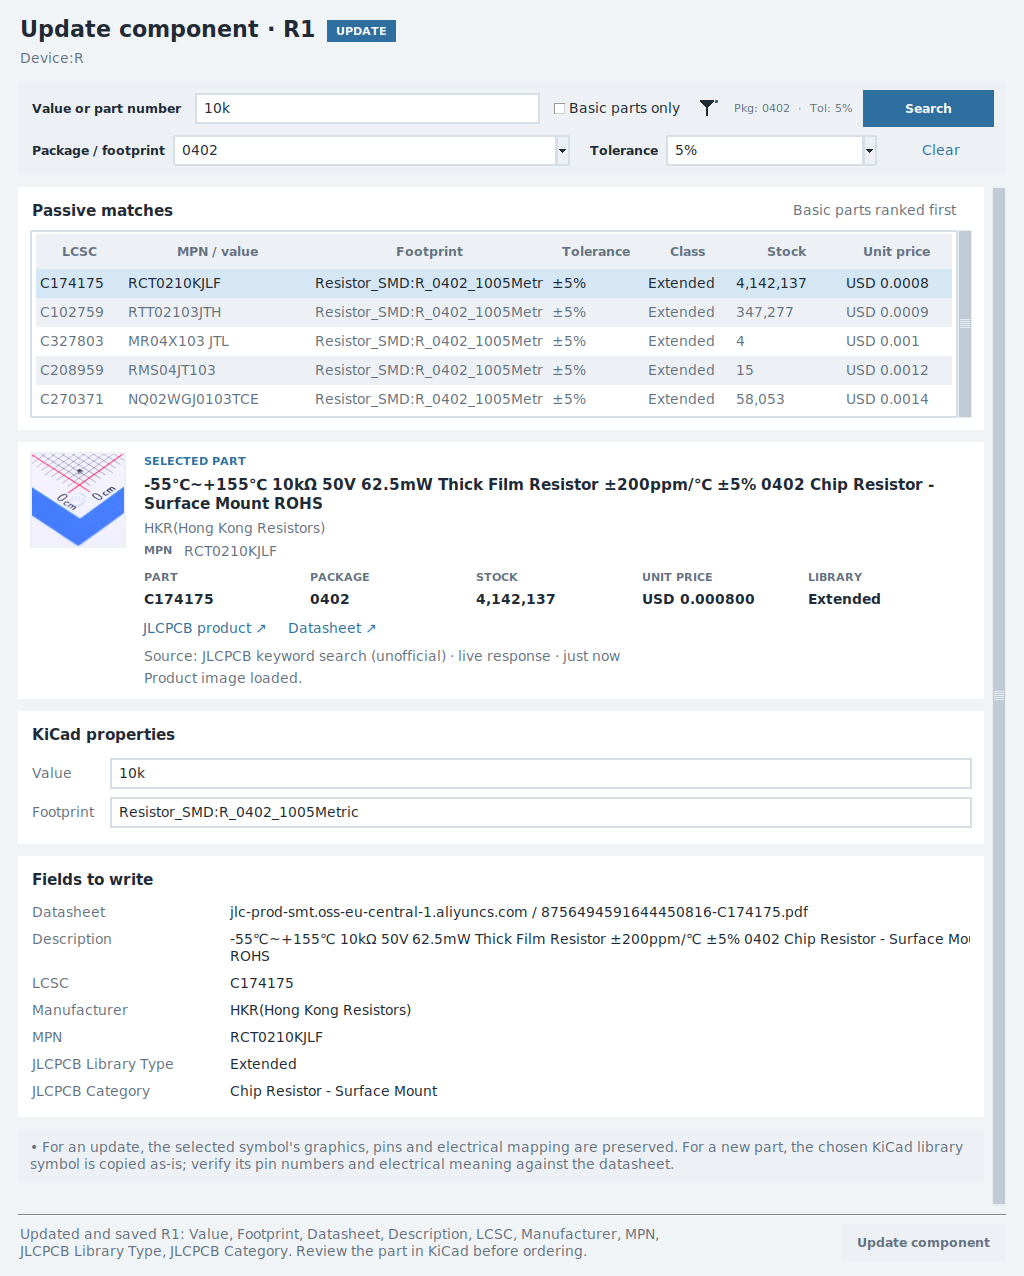 Update component · R1 UPDATE
Device:R
Value or part number 10k Basic parts only Pkg: 0402 · Tol: 5% Search
Package / footprint 0402 Tolerance 5% Clear
Passive matches Basic parts ranked first
LCSC MPN / value Footprint Tolerance Class Stock Unit price
C174175 RCT0210KJLF Resistor_SMD:R_0402_1005Metr ±5% Extended 4,142,137 USD 0.0008
C102759 RTT02103JTH Resistor_SMD:R_0402_1005Metr ±5% Extended 347,277 USD 0.0009
C327803 MR04X103 JTL Resistor_SMD:R_0402_1005Metr ±5% Extended 4 USD 0.001
C208959 RMS04JT103 Resistor_SMD:R_0402_1005Metr ±5% Extended 15 USD 0.0012
C270371 NQ02WGJ0103TCE Resistor_SMD:R_0402_1005Metr ±5% Extended 58,053 USD 0.0014
0cm 0cm
SELECTED PART
-55℃~+155℃ 10kΩ 50V 62.5mW Thick Film Resistor ±200ppm/℃ ±5% 0402 Chip Resistor -
Surface Mount ROHS
HKR(Hong Kong Resistors)
MPN RCT0210KJLF
PART PACKAGE STOCK UNIT PRICE LIBRARY
C174175 0402 4,142,137 USD 0.000800 Extended
JLCPCB product ↗ Datasheet ↗
Source: JLCPCB keyword search (unofficial) · live response · just now
Product image loaded.
KiCad properties
Value 10k
Footprint Resistor_SMD:R_0402_1005Metric
Fields to write
Datasheet jlc-prod-smt.oss-eu-central-1.aliyuncs.com / 8756494591644450816-C174175.pdf
Description -55℃~+155℃ 10kΩ 50V 62.5mW Thick Film Resistor ±200ppm/℃ ±5% 0402 Chip Resistor - Surface Mou
ROHS
LCSC C174175
Manufacturer HKR(Hong Kong Resistors)
MPN RCT0210KJLF
JLCPCB Library Type Extended
JLCPCB Category Chip Resistor - Surface Mount
• For an update, the selected symbol's graphics, pins and electrical mapping are preserved. For a new part, the chosen KiCad library
symbol is copied as-is; verify its pin numbers and electrical meaning against the datasheet.
Updated and saved R1: Value, Footprint, Datasheet, Description, LCSC, Manufacturer, MPN,
JLCPCB Library Type, JLCPCB Category. Review the part in KiCad before ordering.
Update component